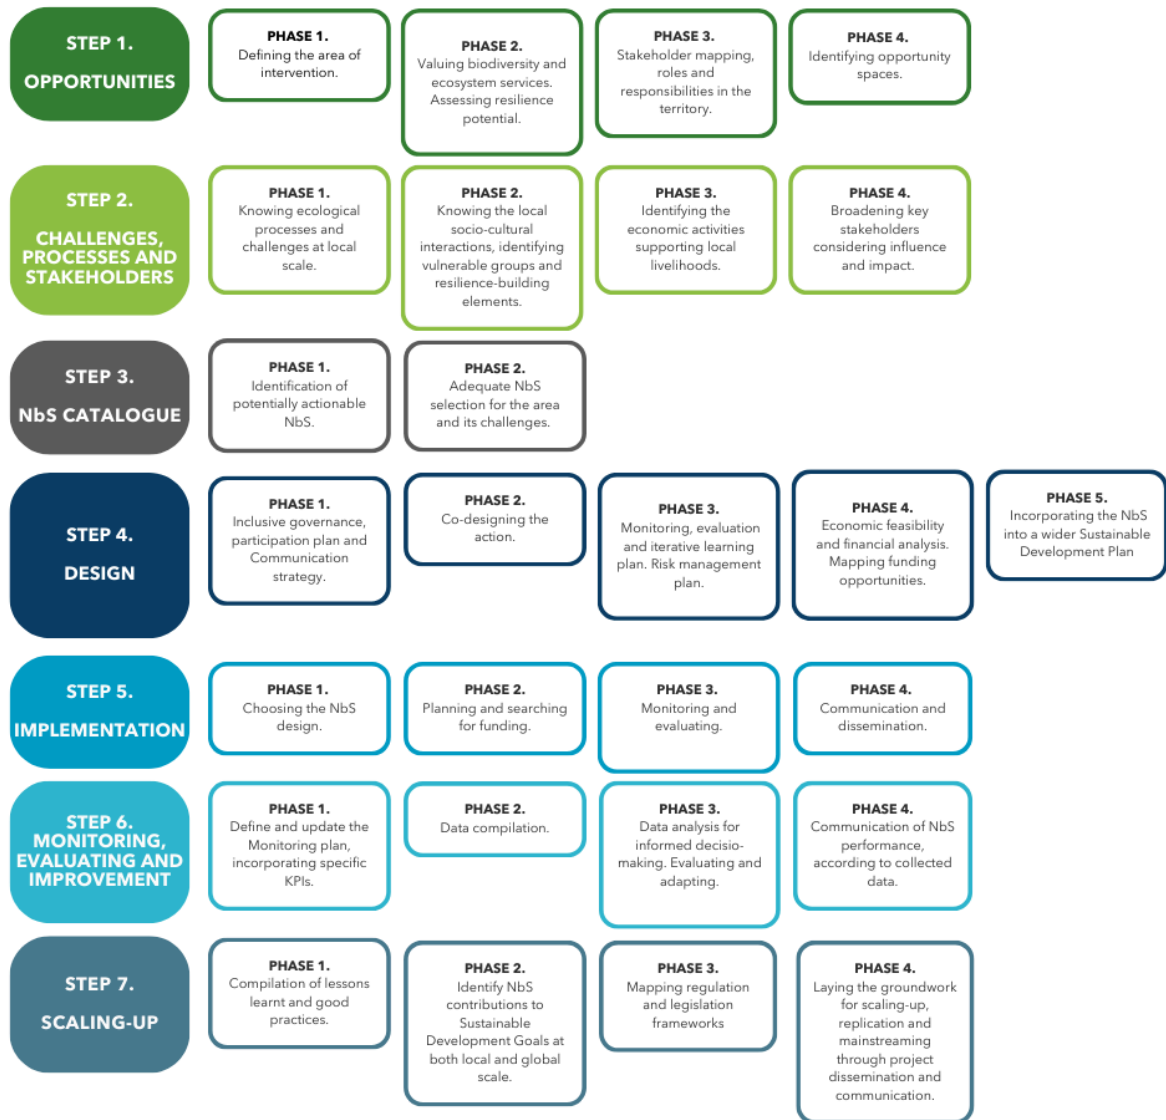 STEP 1.
OPPORTUNITIES
PHASE 1.
Defining the area of
intervention.
PHASE 2.
Valuing biodiversity and
ecosystem services.
Assessing resilience
potential.
PHASE 3.
Stakeholder mapping,
roles and
responsibilities in the
territory.
PHASE 4.
Identifying opportunity
spaces.
STEP 2.
CHALLENGES,
PROCESSES AND
STAKEHOLDERS
PHASE 1.
Knowing ecological
processes and
challenges at local
scale.
PHASE 2.
Knowing the local
socio-cultural
interactions, identifying
vulnerable groups and
resilience-building
elements.
PHASE 3.
Identifying the
economic activities
supporting local
livelihoods.
PHASE 4.
Broadening key
stakeholders
considering influence
and impact.
STEP 3.
NbS CATALOGUE
PHASE 1.
Identification of
potentially actionable
NbS.
PHASE 2.
Adequate NbS
selection for the area
and its challenges.
STEP 4.
DESIGN
PHASE 1.
Inclusive governance,
participation plan and
Communication
strategy.
PHASE 2.
Co-designing the
action.
PHASE 3.
Monitoring, evaluation
and iterative learning
plan. Risk management
plan.
PHASE 4.
Economic feasibility
and financial analysis.
Mapping funding
opportunities.
PHASE 5.
Incorporating the NbS
into a wider Sustainable
Development Plan
STEP 5.
IMPLEMENTATION
PHASE 1.
Choosing the NbS
design.
PHASE 2.
Planning and searching
for funding.
PHASE 3.
Monitoring and
evaluating.
PHASE 4.
Communication and
dissemination.
STEP 6.
MONITORING,
EVALUATING AND
IMPROVEMENT
PHASE 1.
Define and update the
Monitoring plan,
incorporating specific
KPIs.
PHASE 2.
Data compilation.
PHASE 3.
Data analysis for
informed decisio-
making. Evaluating and
adapting.
PHASE 4.
Communication of NbS
performance,
according to collected
data.
STEP 7.
SCALING-UP
PHASE 1.
Compilation of lessons
learnt and good
practices.
PHASE 2.
Identify NbS
contributions to
Sustainable
Development Goals at
both local and global
scale.
PHASE 3.
Mapping regulation
and legislation
frameworks
PHASE 4.
Laying the groundwork
for scaling-up,
replication and
mainstreaming
through project
dissemination and
communication.